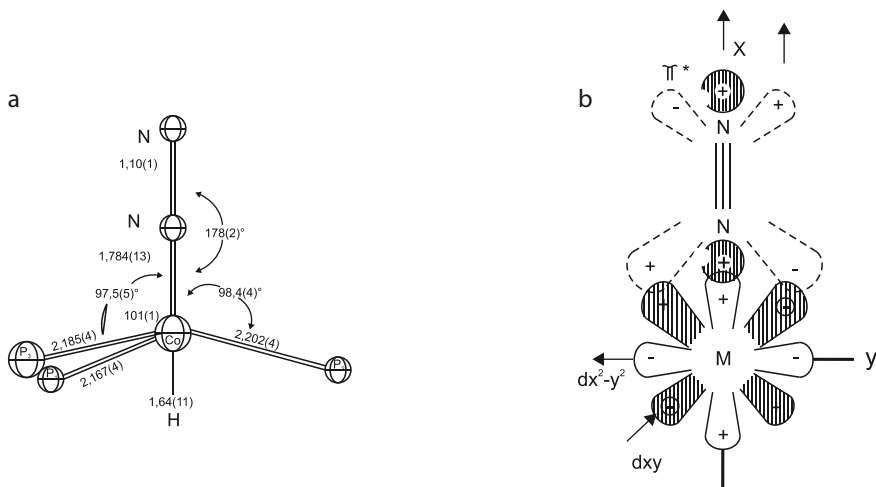 a
N
1,10(1)
N
178(2)°
1,784(13)
97,5(5)°
98,4(4)°
101(1)
Co
P₃
2,185(4)
P
2,167(4)
2,202(4)
P
1,64(11)
H
b
X
π*
+
-
+
N
N
+
+
-
+
+
-
-
M
-
y
dx²-y²
-
+
-
dxy